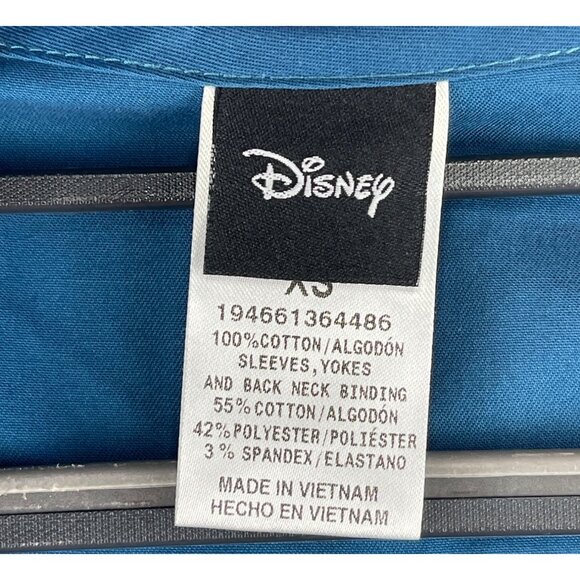 Disney
XS
194661364486
100%COTTON/ALGODÓN
SLEEVES,YOKES
AND BACK NECK BINDING
55%COTTON/ALGODÓN
42%POLYESTER/POLIÉSTER
3% SPANDEX/ELASTANO
MADE IN VIETNAM
HECHO EN VIETNAM